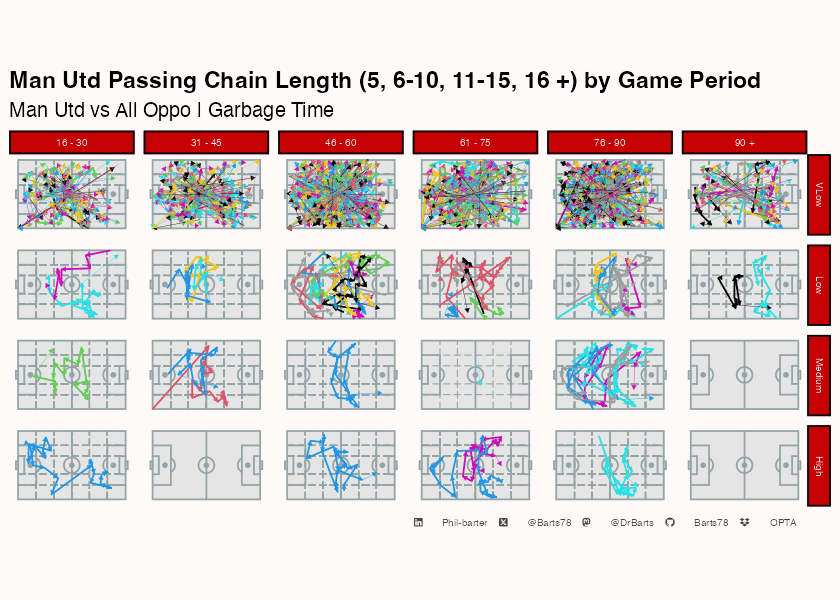 Man Utd Passing Chain Length (5, 6-10, 11-15, 16 +) by Game Period
Man Utd vs All Oppo I Garbage Time
16 - 30 31 - 45 46 - 60 61 - 75 76 - 90 90 +
VLow
Low
Medium
High
Phil-barter @Barts78 @DrBarts Barts78 OPTA